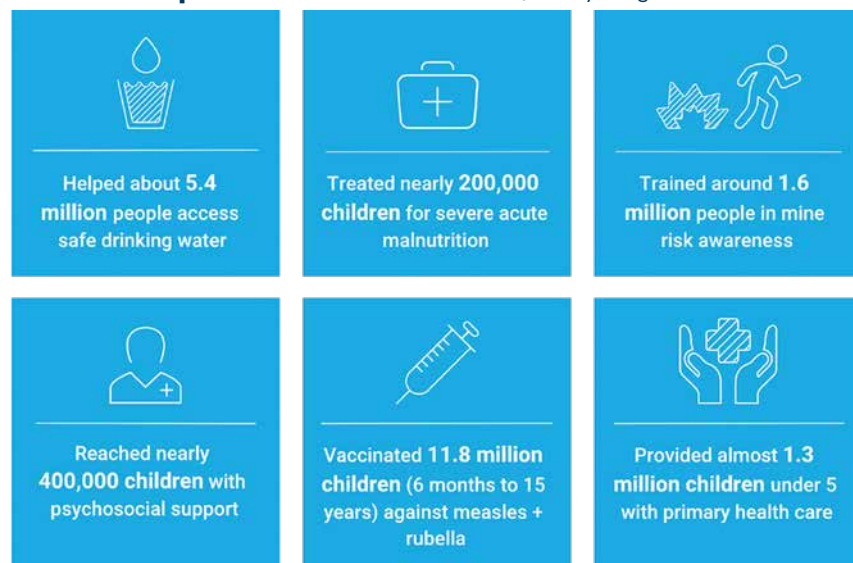 Helped about 5.4
million people access
safe drinking water
Treated nearly 200,000
children for severe acute
malnutrition
Trained around 1.6
million people in mine
risk awareness
Reached nearly
400,000 children with
psychosocial support
Vaccinated 11.8 million
children (6 months to 15
years) against measles +
rubella
Provided almost 1.3
million children under 5
with primary health care